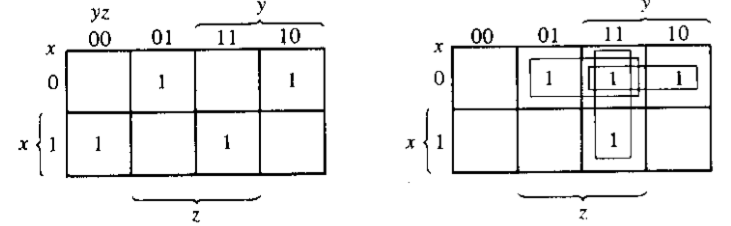 yz y
x 00 01 11 10
0 1 1
x { 1 1 1
z
y
x 00 01 11 10
0 1 1 1
x { 1 1
z